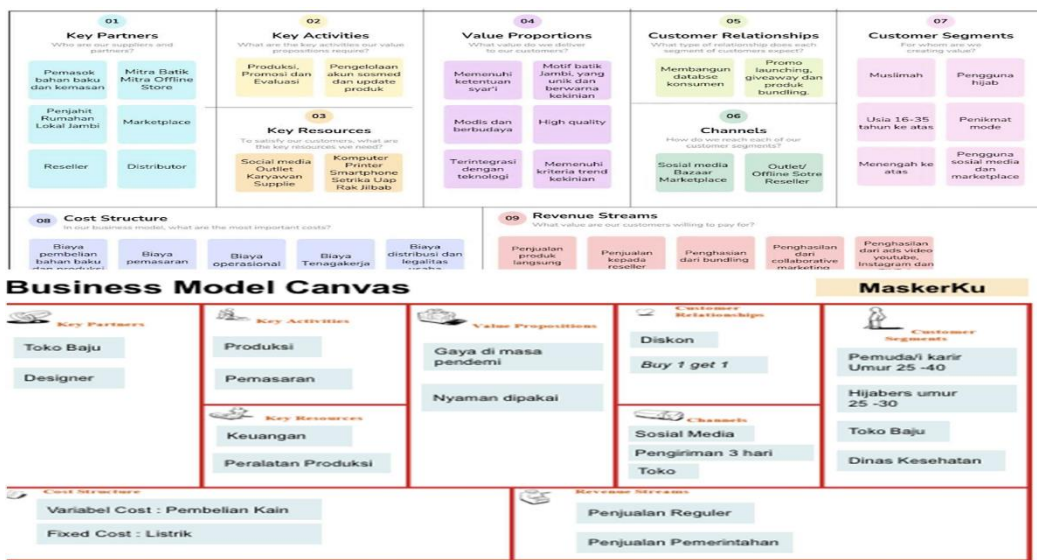 01
Key Partners
Who are our suppliers and
partners?
Pemasok
bahan baku
dan kemasan
Mitra Batik
Mitra Offline
Store
Penjahit
Rumahan
Lokal Jambi
Marketplace
Reseller
Distributor
02
Key Activities
What are the key activities our value
propositions require?
Produksi,
Promosi dan
Evaluasi
Pengelolaan
akun sosmed
dan update
produk
03
Key Resources
To satisfy our customers, what are
the key resources we need?
Social media
Outllet
Karyawan
Supplie
Komputer
Printer
Smartphone
Setrika Uap
Rak Jilbab
04
Value Proportions
What value do we deliver
to our customers?
Memenuhi
ketentuan
syar'i
Motif batik
Jambi, yang
unik dan
berwarna
kekinian
Modis dan
berbudaya
High quality
Terintegrasi
dengan
teknologi
Memenuhi
kriteria trend
kekinian
05
Customer Relationships
What type of relationship does each
segment of customers expect?
Membangun
databse
konsumen
Promo
launching,
giveaway dan
produk
bundling.
06
Channels
How do we reach each of our
customer segments?
Sosial media
Bazaar
Marketplace
Outlet/
Offline Sotre
Reseller
07
Customer Segments
For whom are we
creating value?
Muslimah
Pengguna
hijab
Usia 16-35
tahun ke atas
Penikmat
mode
Menengah ke
atas
Pengguna
sosial media
dan
marketplace
08 Cost Structure
In our business model, what are the most important costs?
Biaya
pembelian
bahan baku
dan produksi
Biaya
pemasaran
Biaya
operasional
Biaya
Tenagakerja
Biaya
distribusi dan
legalitas
usaha
09 Revenue Streams
What value are our customers willing to pay for?
Penjualan
produk
langsung
Penjualan
kepada
reseller
Penghasian
dari bundling
Penghasilan
dari
collaborative
marketing
Penghasilan
dari ads video
youtube,
Instagram dan
Business Model Canvas
MaskerKu
Key Partners
Toko Baju
Designer
Key Activities
Produksi
Pemasaran
Key Resources
Keuangan
Peralatan Produksi
Value Propositions
Gaya di masa
pendemi
Nyaman dipakai
Customer
Relationships
Diskon
Buy 1 get 1
Channels
Sosial Media
Pengiriman 3 hari
Toko
Customer
Segments
Pemuda/i karir
Umur 25 -40
Hijabers umur
25 -30
Toko Baju
Dinas Kesehatan
Cost Structure
Variabel Cost : Pembelian Kain
Fixed Cost : Listrik
Revenue Streams
Penjualan Reguler
Penjualan Pemerintahan